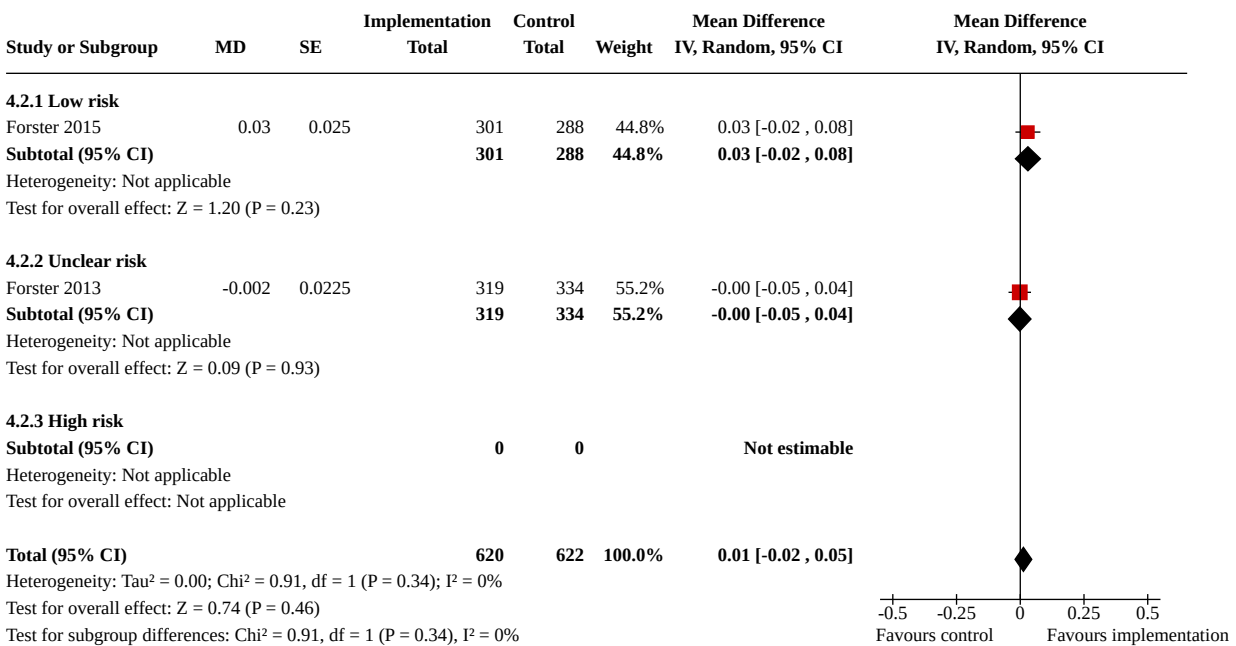 Implementation Control Mean Difference Mean Difference
Study or Subgroup MD SE Total Total Weight IV, Random, 95% CI IV, Random, 95% CI
4.2.1 Low risk
Forster 2015 0.03 0.025 301 288 44.8% 0.03 [-0.02 , 0.08]
Subtotal (95% CI) 301 288 44.8% 0.03 [-0.02 , 0.08]
Heterogeneity: Not applicable
Test for overall effect: Z = 1.20 (P = 0.23)
4.2.2 Unclear risk
Forster 2013 -0.002 0.0225 319 334 55.2% -0.00 [-0.05 , 0.04]
Subtotal (95% CI) 319 334 55.2% -0.00 [-0.05 , 0.04]
Heterogeneity: Not applicable
Test for overall effect: Z = 0.09 (P = 0.93)
4.2.3 High risk
Subtotal (95% CI) 0 0 Not estimable
Heterogeneity: Not applicable
Test for overall effect: Not applicable
Total (95% CI) 620 622 100.0% 0.01 [-0.02 , 0.05]
Heterogeneity: Tau² = 0.00; Chi² = 0.91, df = 1 (P = 0.34); I² = 0%
Test for overall effect: Z = 0.74 (P = 0.46) -0.5 -0.25 0 0.25 0.5
Test for subgroup differences: Chi² = 0.91, df = 1 (P = 0.34), I² = 0% Favours control Favours implementation